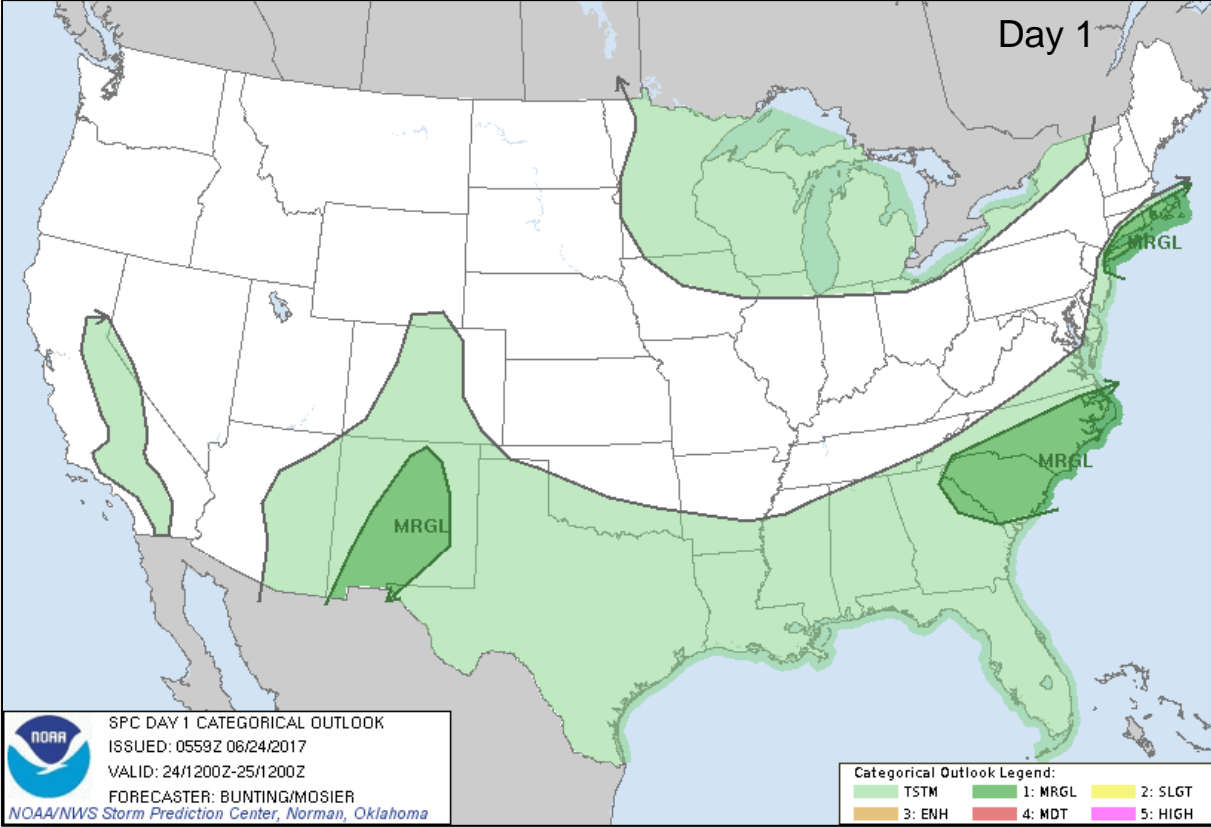 Day 1
MRGL
MRGL
MRGL
NOAA
SPC DAY 1 CATEGORICAL OUTLOOK
ISSUED: 0559Z 06/24/2017
VALID: 24/1200Z-25/1200Z
FORECASTER: BUNTING/MOSIER
NOAA/NWS Storm Prediction Center, Norman, Oklahoma
Categorical Outlook Legend:
TSTM 1: MRGL 2: SLGT
3: ENH 4: MDT 5: HIGH